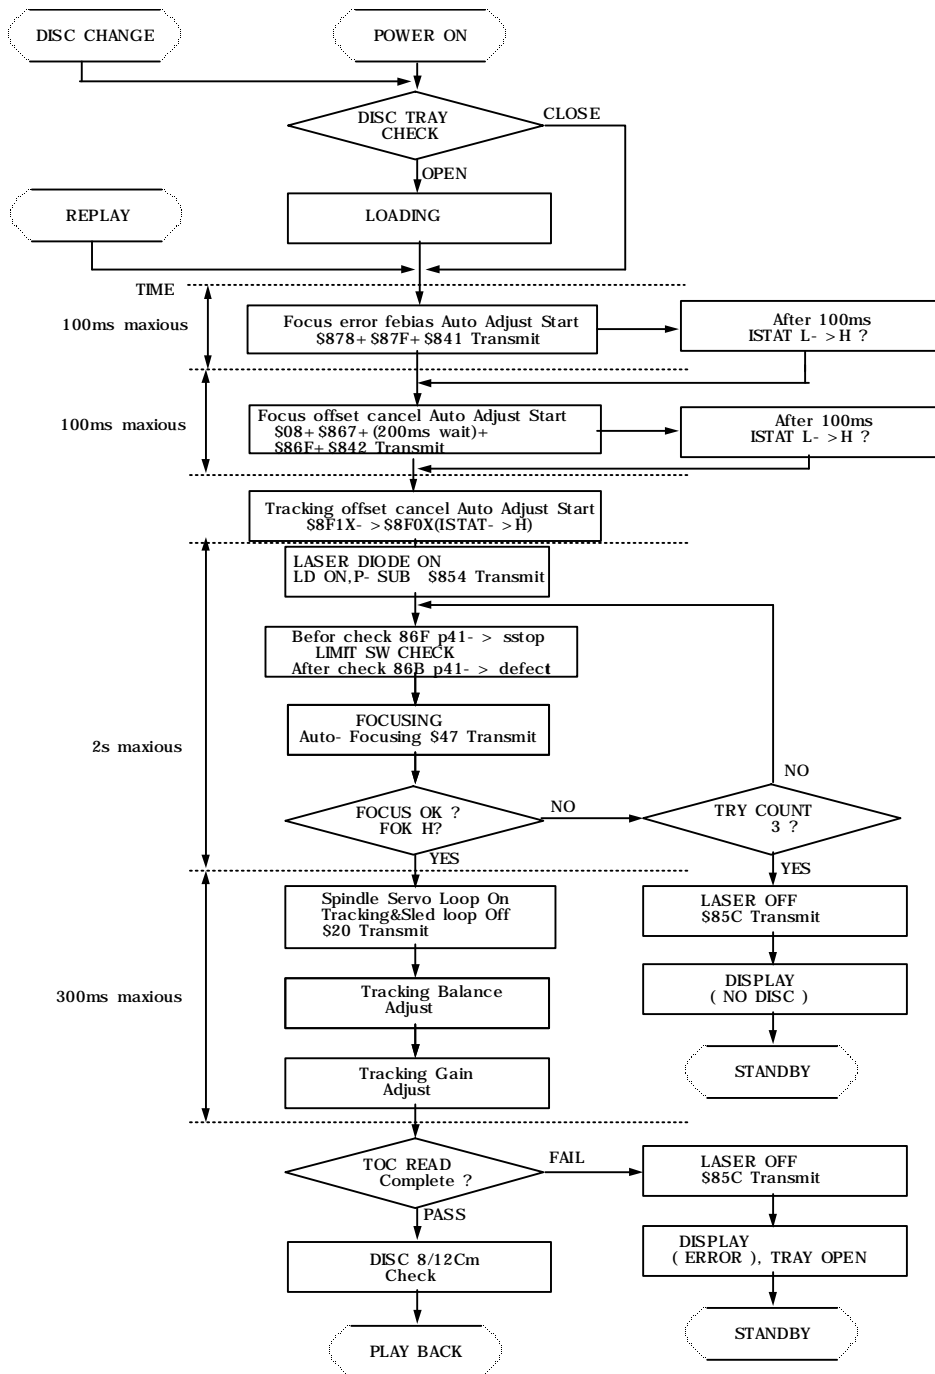 DISC CHANGE
POWER ON
DISC TRAY
CHECK
CLOSE
OPEN
LOADING
REPLAY
TIME
100ms maxious
Focus error febias Auto Adjust Start
$878+$87F+$841 Transmit
After 100ms
ISTAT L- >H ?
100ms maxious
Focus offset cancel Auto Adjust Start
$08+$867+(200ms wait)+
$86F+$842 Transmit
After 100ms
ISTAT L- >H ?
Tracking offset cancel Auto Adjust Start
$8F1X- >$8F0X(ISTAT- >H)
LASER DIODE ON
LD ON,P- SUB $854 Transmit
Befor check 86F p41- > sstop
LIMIT SW CHECK
After check 86B p41- > defect
2s maxious
FOCUSING
Auto- Focusing $47 Transmit
FOCUS OK ?
FOK H?
NO
TRY COUNT
3 ?
NO
YES
YES
Spindle Servo Loop On
Tracking&Sled loop Off
$20 Transmit
LASER OFF
$85C Transmit
300ms maxious
Tracking Balance
Adjust
DISPLAY
( NO DISC )
Tracking Gain
Adjust
STANDBY
TOC READ
Complete ?
FAIL
LASER OFF
$85C Transmit
PASS
DISC 8/12Cm
Check
DISPLAY
( ERROR ), TRAY OPEN
PLAY BACK
STANDBY